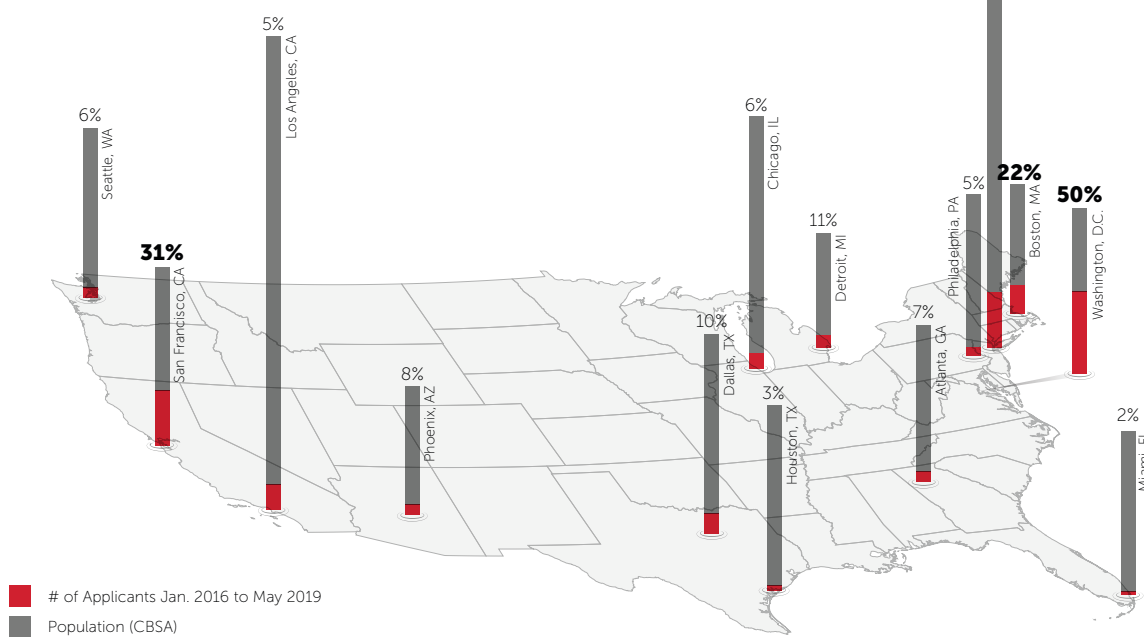 5%
Los Angeles, CA
6%
Seattle, WA
6%
Chicago, IL
31%
San Francisco, CA
11%
Detroit, MI
5%
Philadelphia, PA
22%
Boston, MA
50%
Washington, D.C.
10%
Dallas, TX
7%
Atlanta, GA
8%
Phoenix, AZ
3%
Houston, TX
2%
Miami,
# of Applicants Jan. 2016 to May 2019
Population (CBSA)